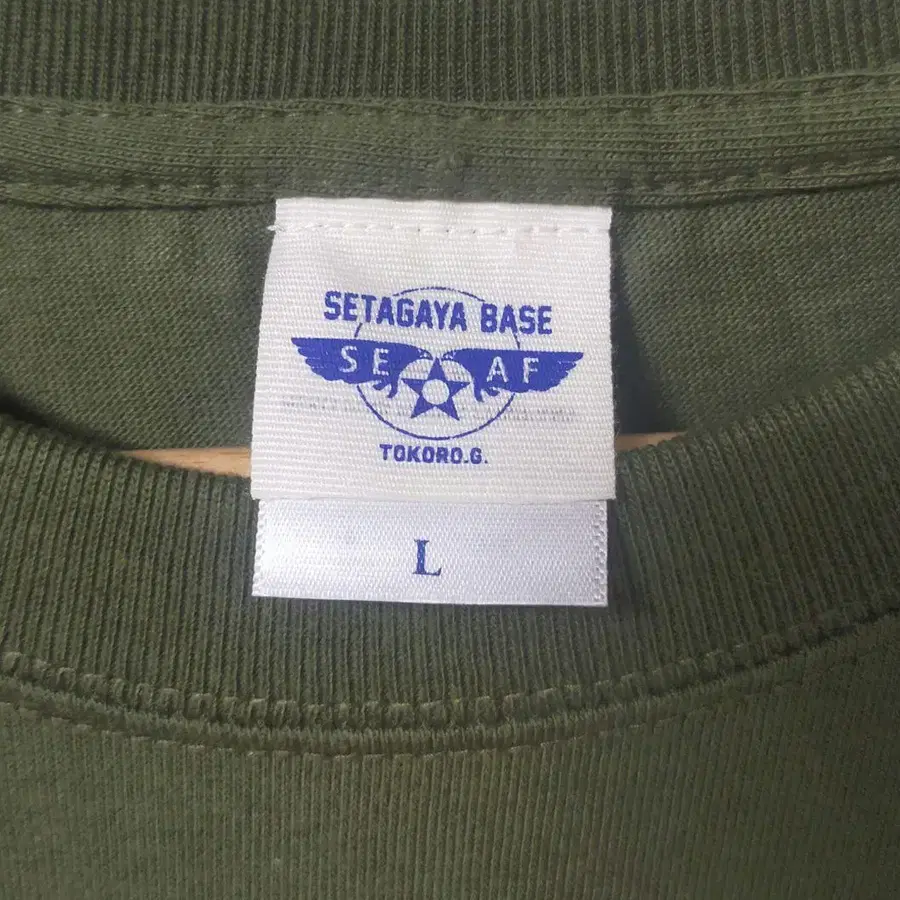 SETAGAYA BASE
SE AF
TOKORO.G.
L